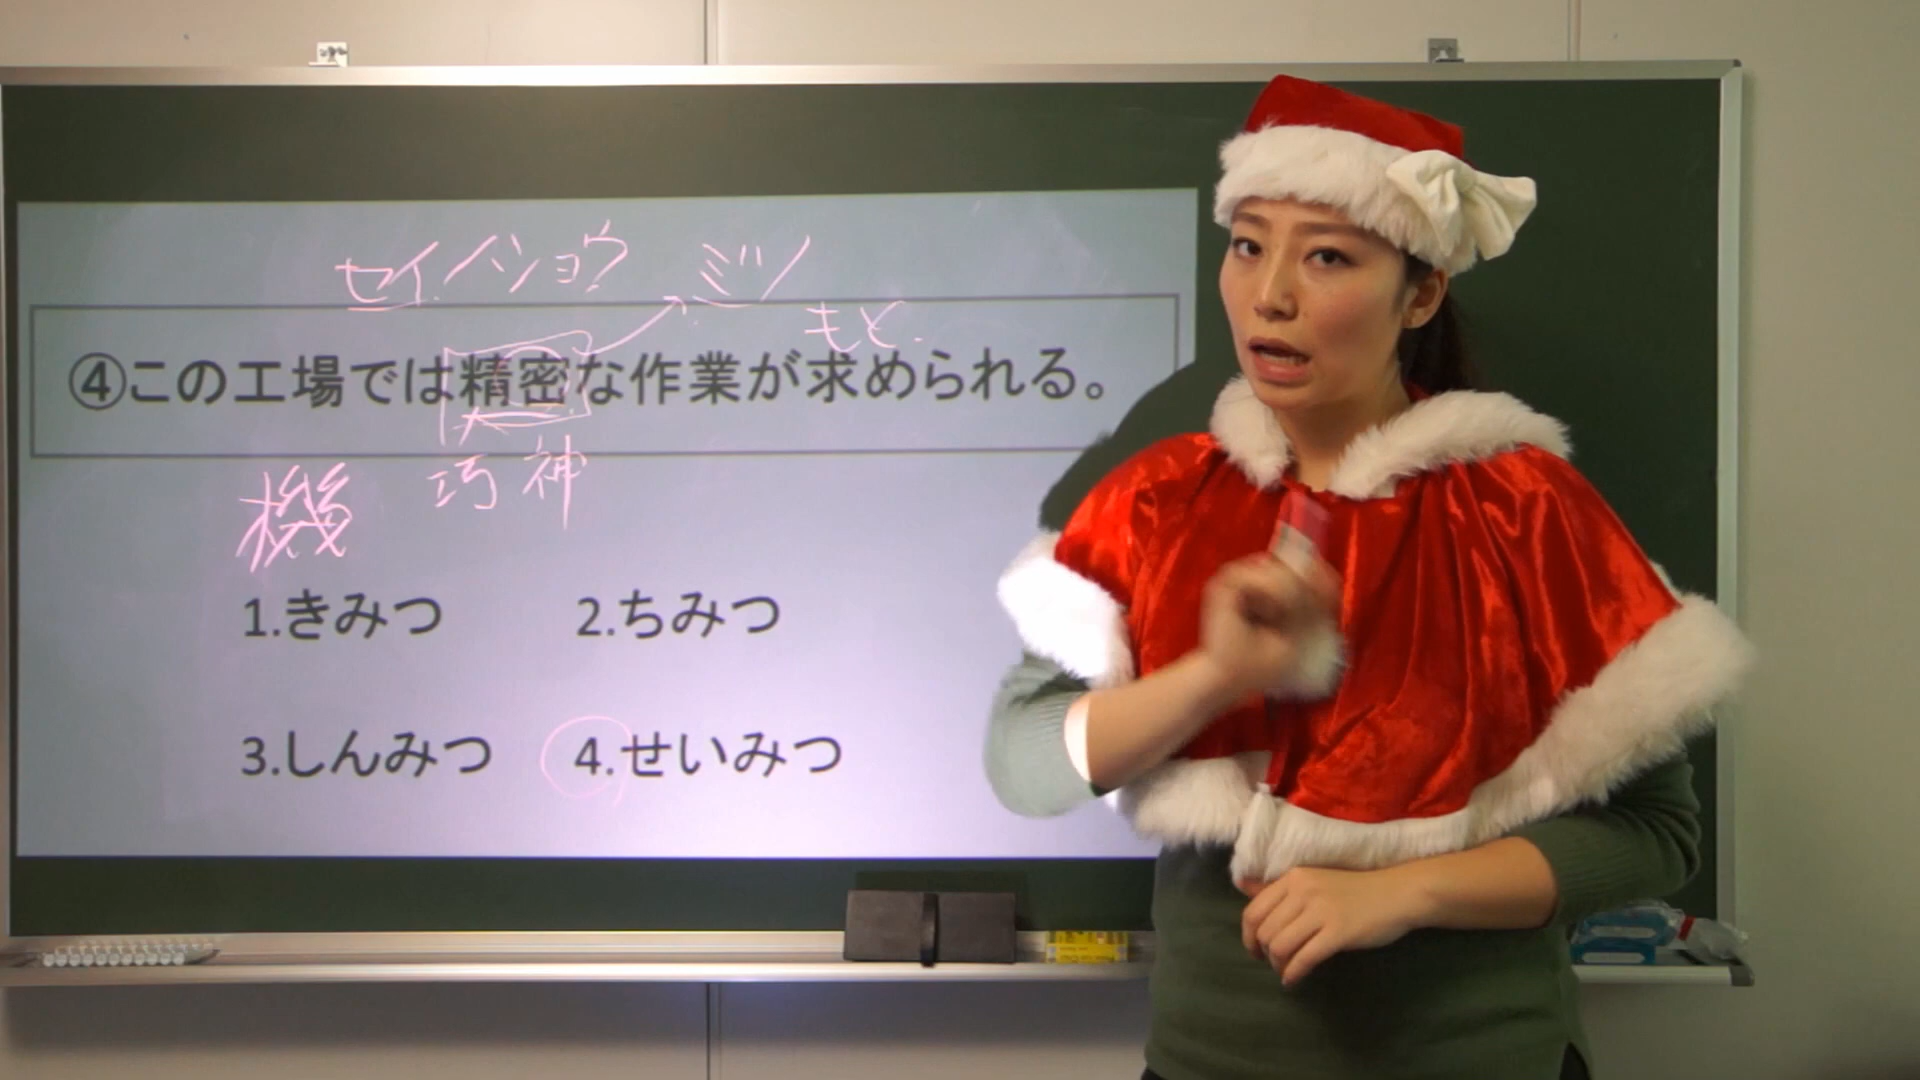 セイ/ショウ ミツ/
もと
④この工場では精密な作業が求められる。
機 巧 神
1.きみつ 2.ちみつ
3.しんみつ 4.せいみつ